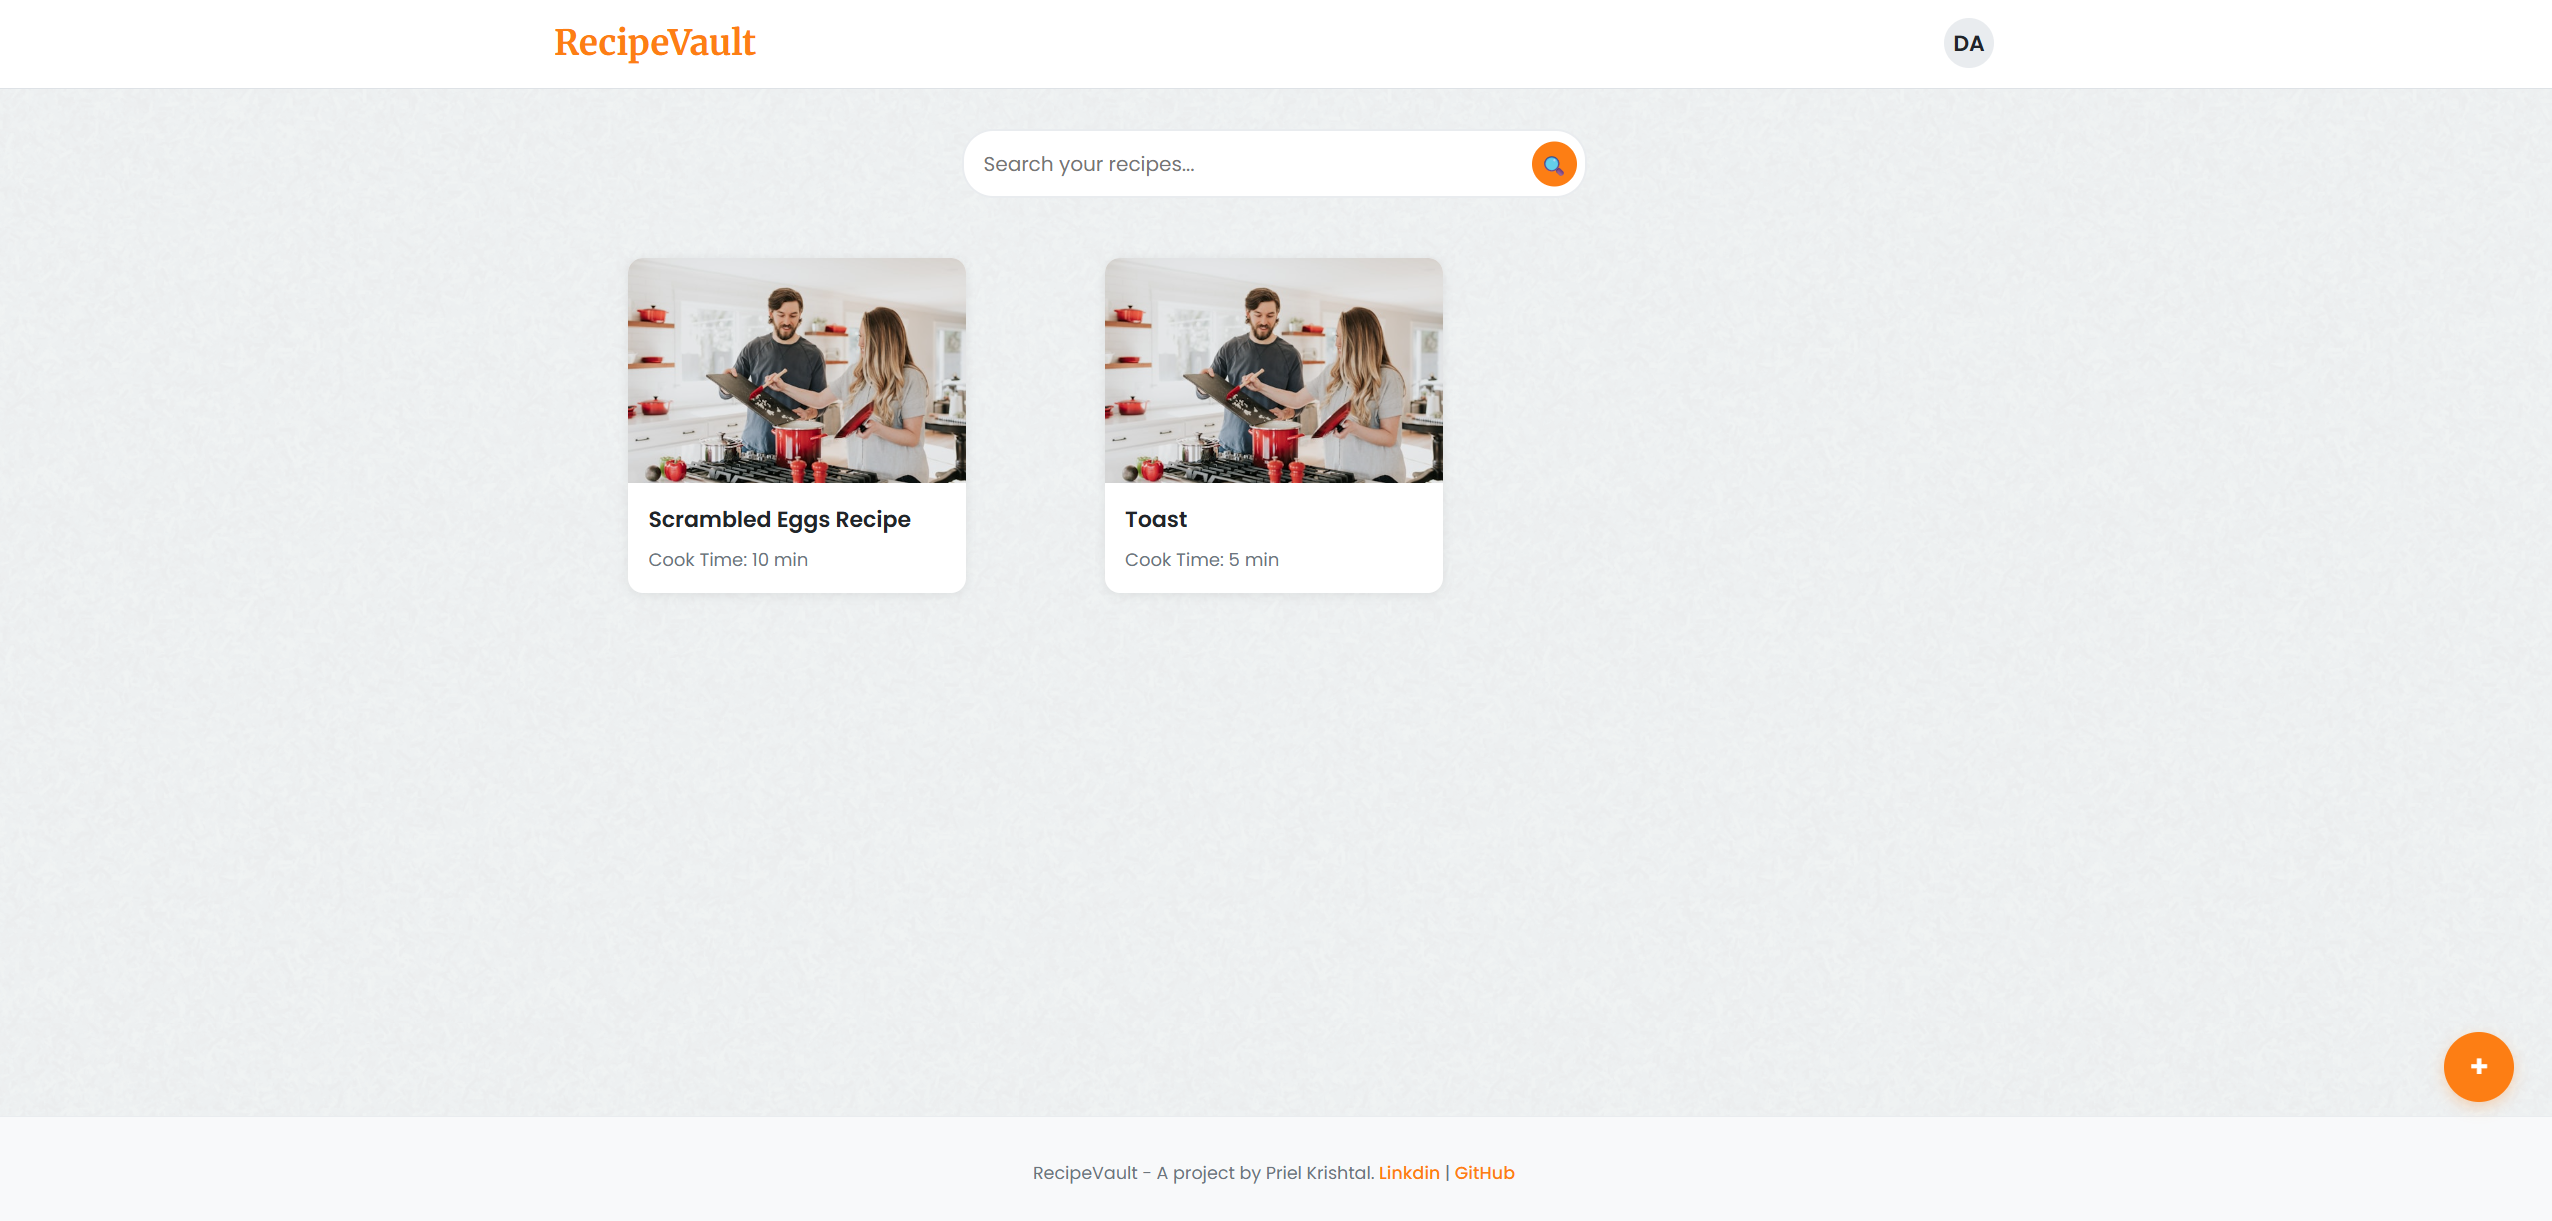 RecipeVault
DA
Search your recipes...
Scrambled Eggs Recipe
Cook Time: 10 min
Toast
Cook Time: 5 min
+
RecipeVault - A project by Priel Krishtal. Linkdin | GitHub